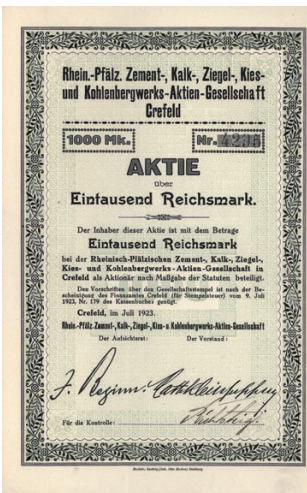 Rhein.-Pfälz. Zement-, Kalk-, Ziegel-, Kies-
und Kohlenbergwerks-Aktien-Gesellschaft
Crefeld
1000 Mk. Nr. 4235
AKTIE
über
Eintausend Reichsmark.
Der Inhaber dieser Aktie ist mit dem Betrage
Eintausend Reichsmark
bei der Rheinisch-Pfälzischen Zement-, Kalk-, Ziegel-,
Kies- und Kohlenbergwerks-Aktien-Gesellschaft in
Crefeld als Aktionär nach Maßgabe der Statuten beteiligt.
Den Vorschriften über den Gesellschaftsstempel ist nach der Be-
scheinigung des Finanzamtes Crefeld (für Stempelsteuer) vom 9. Juli
1923, Nr. 179 des Kassenbuches genügt.
Crefeld, im Juli 1923.
Rhein.-Pfälz. Zement-, Kalk-, Ziegel-, Kies- u. Kohlenbergwerks-Aktien-Gesellschaft
Der Aufsichtsrat: Der Vorstand:
Für die Kontrolle: